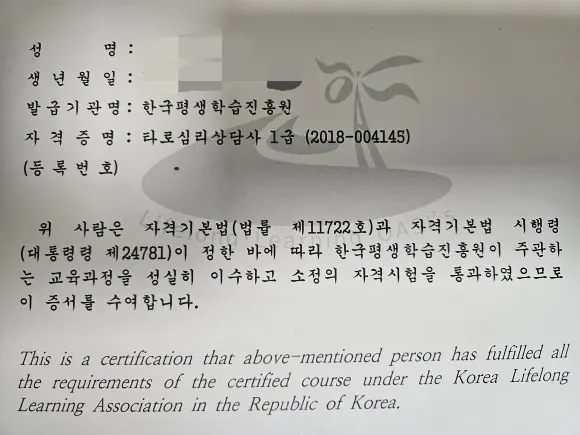 성 명 :
생 년 월 일 :
발 급 기 관 명 : 한국평생학습진흥원
자 격 증 명 : 타로심리상담사 1급 (2018-004145)
(등 록 번 호)
Lifelong Learning OASIS
위 사람은 자격기본법(법률 제11722호)과 자격기본법 시행령
(대통령령 제24781)이 정한 바에 따라 한국평생학습진흥원이 주관하
는 교육과정을 성실히 이수하고 소정의 자격시험을 통과하였으므로
이 증서를 수여합니다.
This is a certification that above-mentioned person has fulfilled all
the requirements of the certified course under the Korea Lifelong
Learning Association in the Republic of Korea.